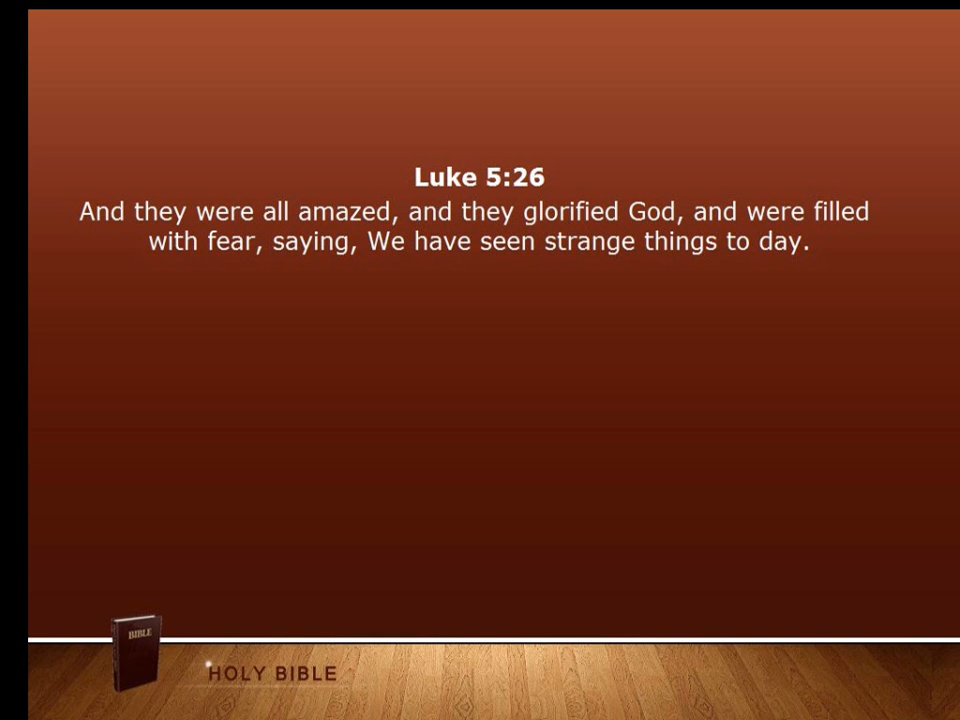 Luke 5:26
And they were all amazed, and they glorified God, and were filled
with fear, saying, We have seen strange things to day.
BIBLE
HOLY BIBLE